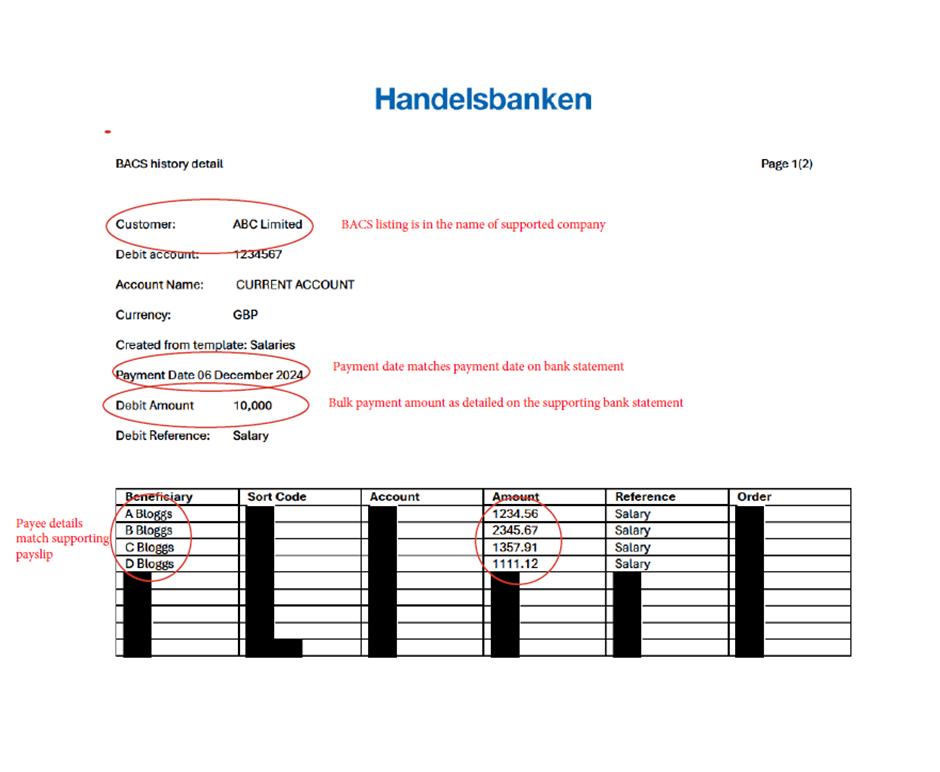 Handelsbanken
BACS history detail Page 1(2)
Customer: ABC Limited BACS listing is in the name of supported company
Debit account: 1234567
Account Name: CURRENT ACCOUNT
Currency: GBP
Created from template: Salaries
Payment Date 06 December 2024 Payment date matches payment date on bank statement
Debit Amount 10,000 Bulk payment amount as detailed on the supporting bank statement
Debit Reference: Salary
Beneficiary Sort Code Account Amount Reference Order
A Bloggs 1234.56 Salary
B Bloggs 2345.67 Salary
C Bloggs 1357.91 Salary
D Bloggs 1111.12 Salary
Payee details
match supporting
payslip